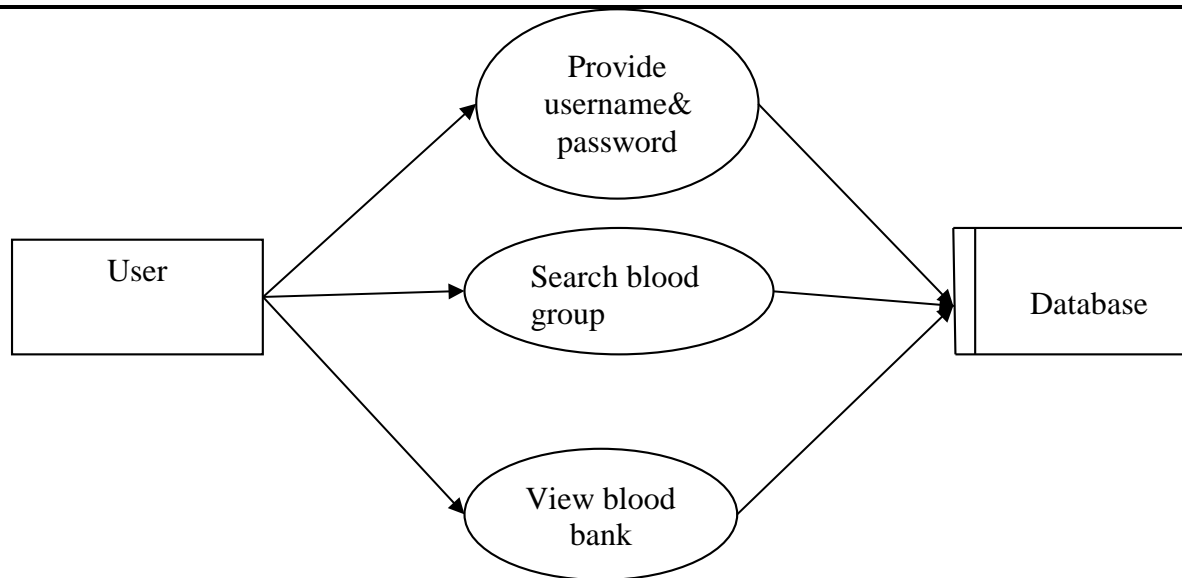 Provide
username&
password
User
Search blood
group
Database
View blood
bank